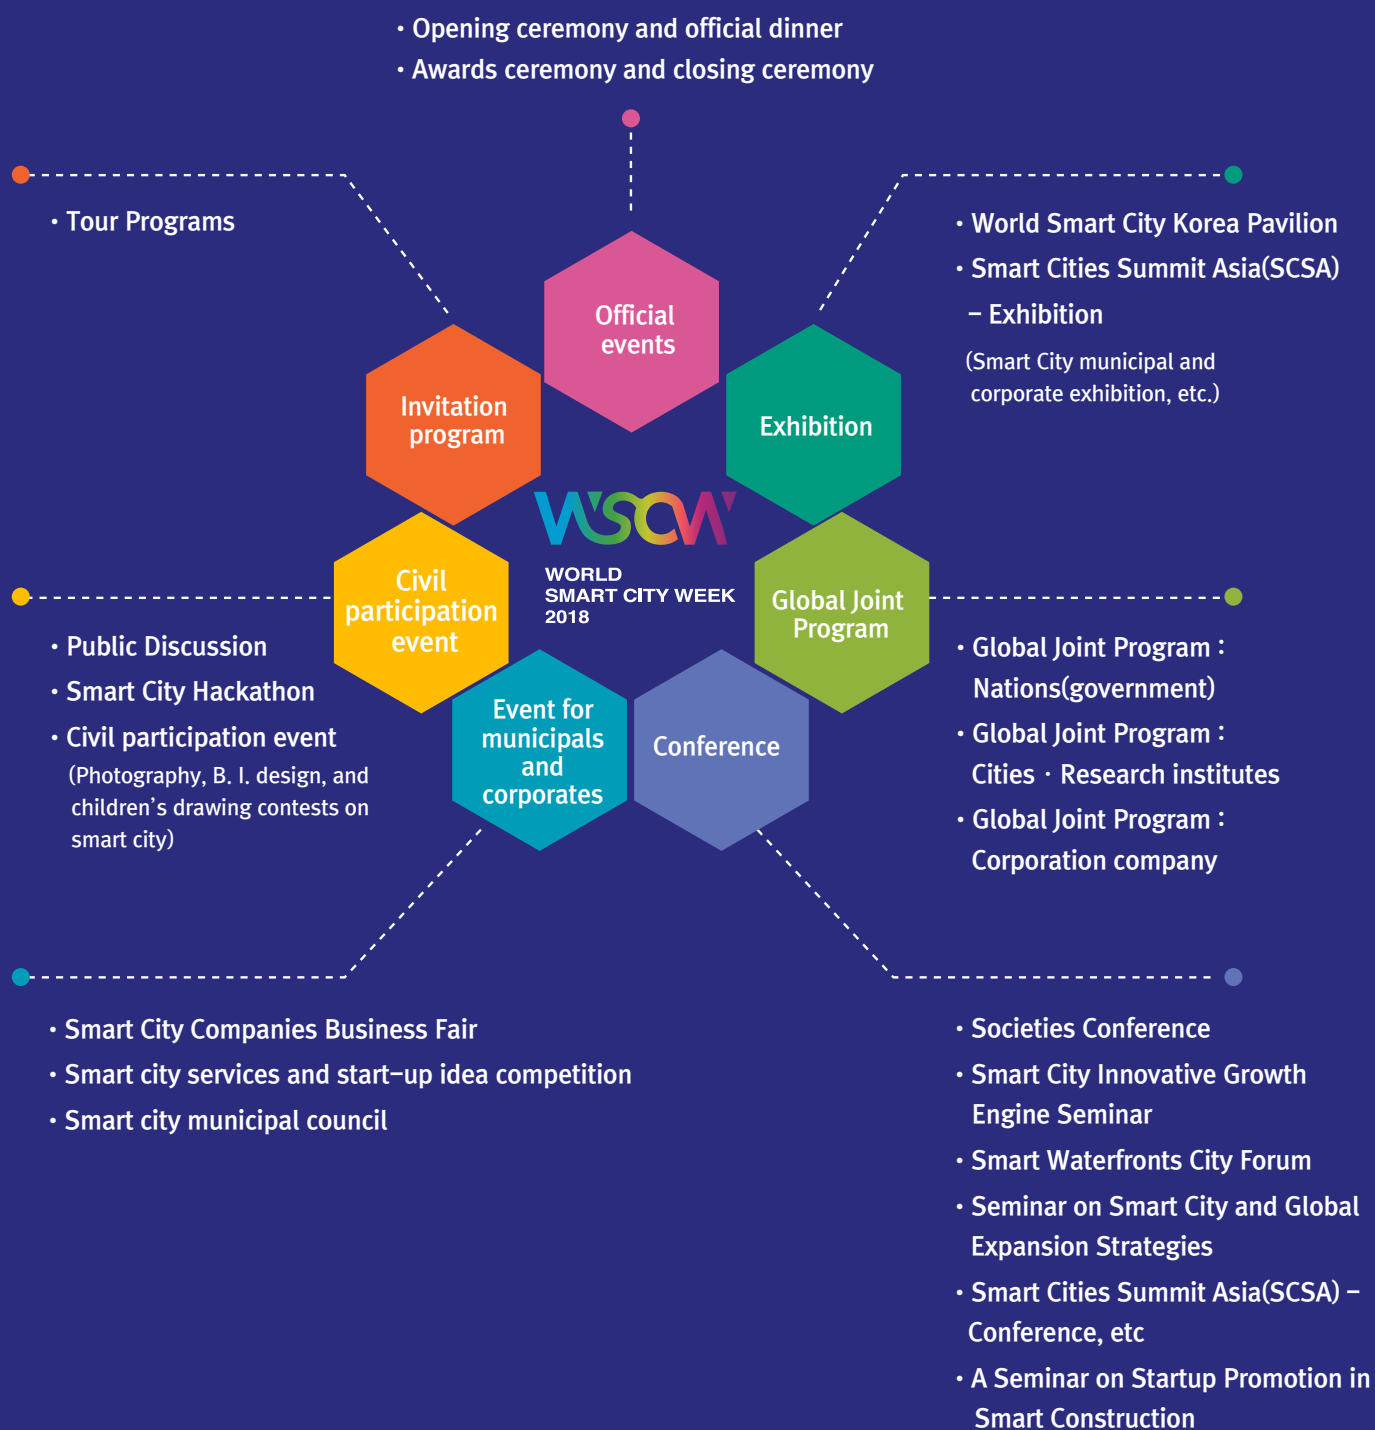 · Opening ceremony and official dinner
· Awards ceremony and closing ceremony
· Tour Programs
· World Smart City Korea Pavilion
· Smart Cities Summit Asia(SCSA)
– Exhibition
(Smart City municipal and
corporate exhibition, etc.)
Official
events
Invitation
program
Exhibition
WSCW
WORLD
SMART CITY WEEK
2018
Civil
participation
event
Global Joint
Program
· Public Discussion
· Smart City Hackathon
· Civil participation event
(Photography, B. I. design, and
children's drawing contests on
smart city)
Event for
municipals
and
corporates
Conference
· Global Joint Program :
Nations(government)
· Global Joint Program :
Cities · Research institutes
· Global Joint Program :
Corporation company
· Smart City Companies Business Fair
· Smart city services and start-up idea competition
· Smart city municipal council
· Societies Conference
· Smart City Innovative Growth
Engine Seminar
· Smart Waterfronts City Forum
· Seminar on Smart City and Global
Expansion Strategies
· Smart Cities Summit Asia(SCSA) –
Conference, etc
· A Seminar on Startup Promotion in
Smart Construction